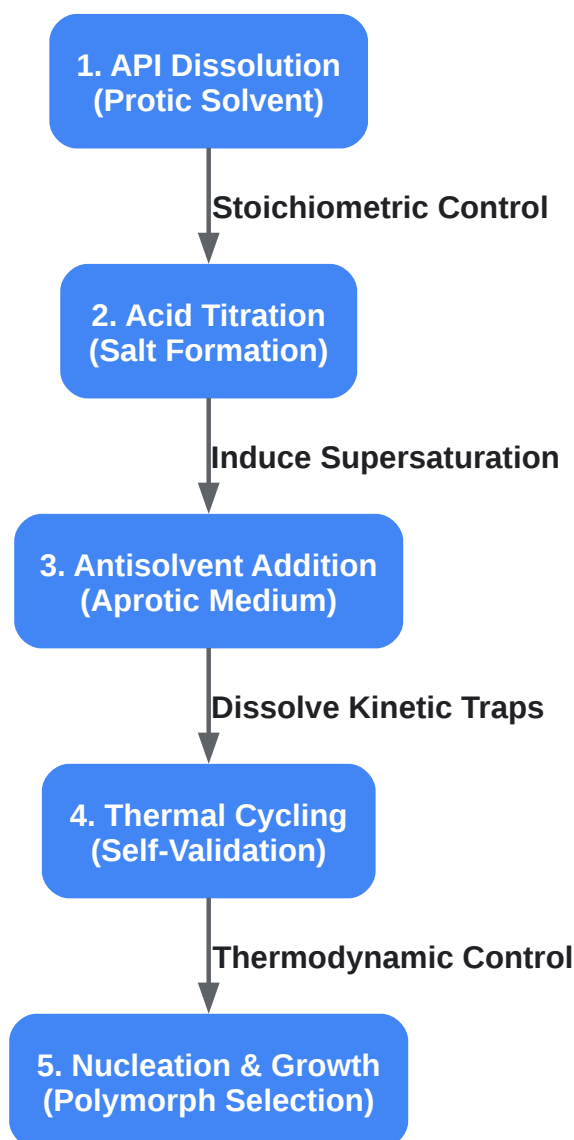 1. API Dissolution
(Protic Solvent)
Stoichiometric Control
2. Acid Titration
(Salt Formation)
Induce Supersaturation
3. Antisolvent Addition
(Aprotic Medium)
Dissolve Kinetic Traps
4. Thermal Cycling
(Self-Validation)
Thermodynamic Control
5. Nucleation & Growth
(Polymorph Selection)